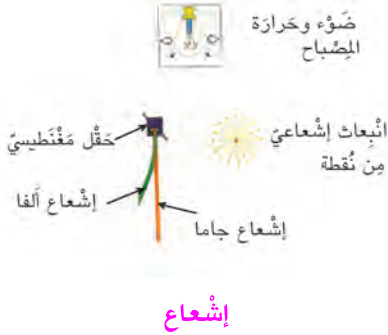 ضَوْء وحَرارَة
المِصْباح
انْبِعاث إشْعاعيّ
مِن نُقطة
حَقْل مَغْنَطيسيّ
إشْعاع ألفا
إشْعاع جاما
إشْعاع